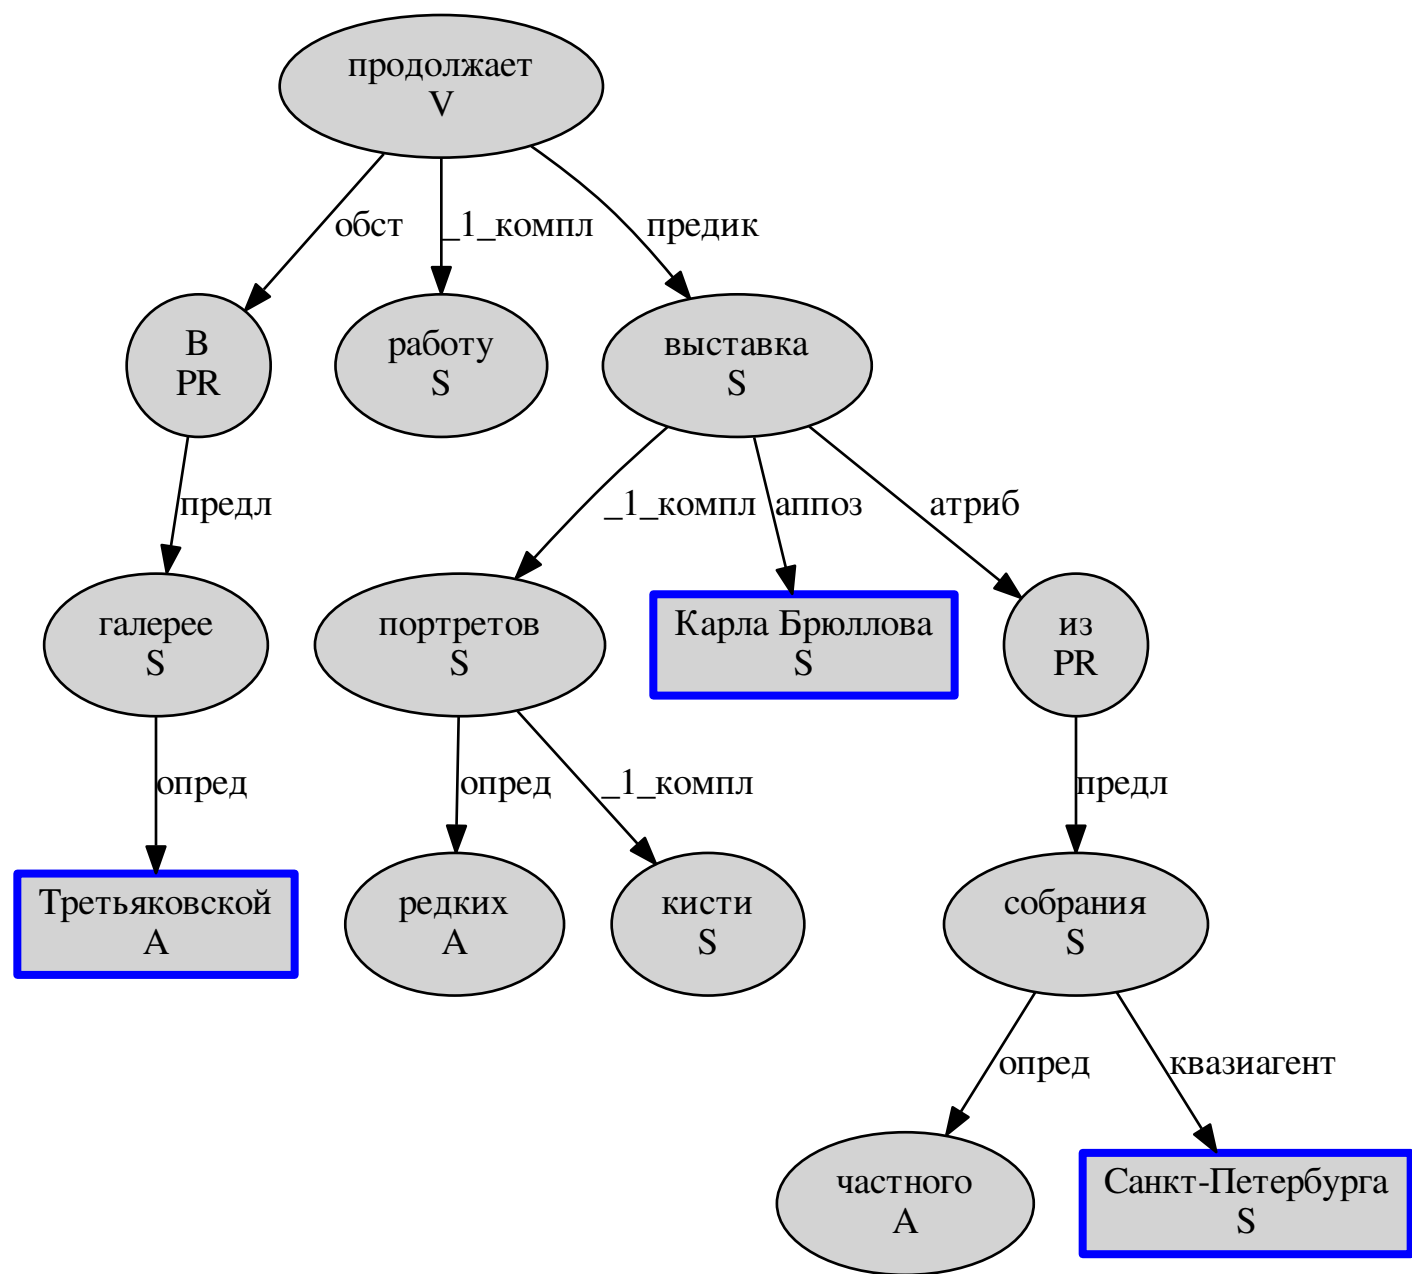 продолжает
V
обст
_1_компл
предик
В
PR
работу
S
выставка
S
предл
_1_компл
аппоз
атриб
галерее
S
портретов
S
Карла Брюллова
S
из
PR
опред
опред
_1_компл
предл
Третьяковской
A
редких
A
кисти
S
собрания
S
опред
квазиагент
частного
A
Санкт-Петербурга
S